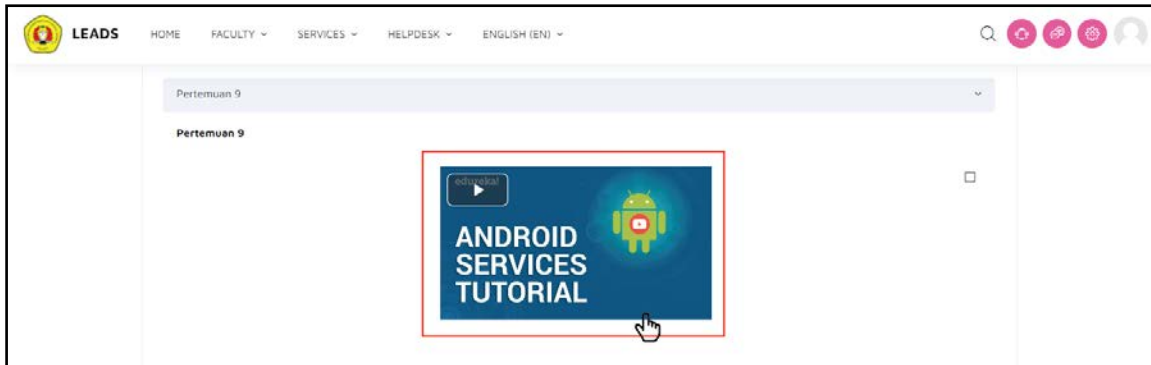 LEADS HOME FACULTY SERVICES HELPDESK ENGLISH (EN)
Pertemuan 9
Pertemuan 9
edureka!
ANDROID
SERVICES
TUTORIAL